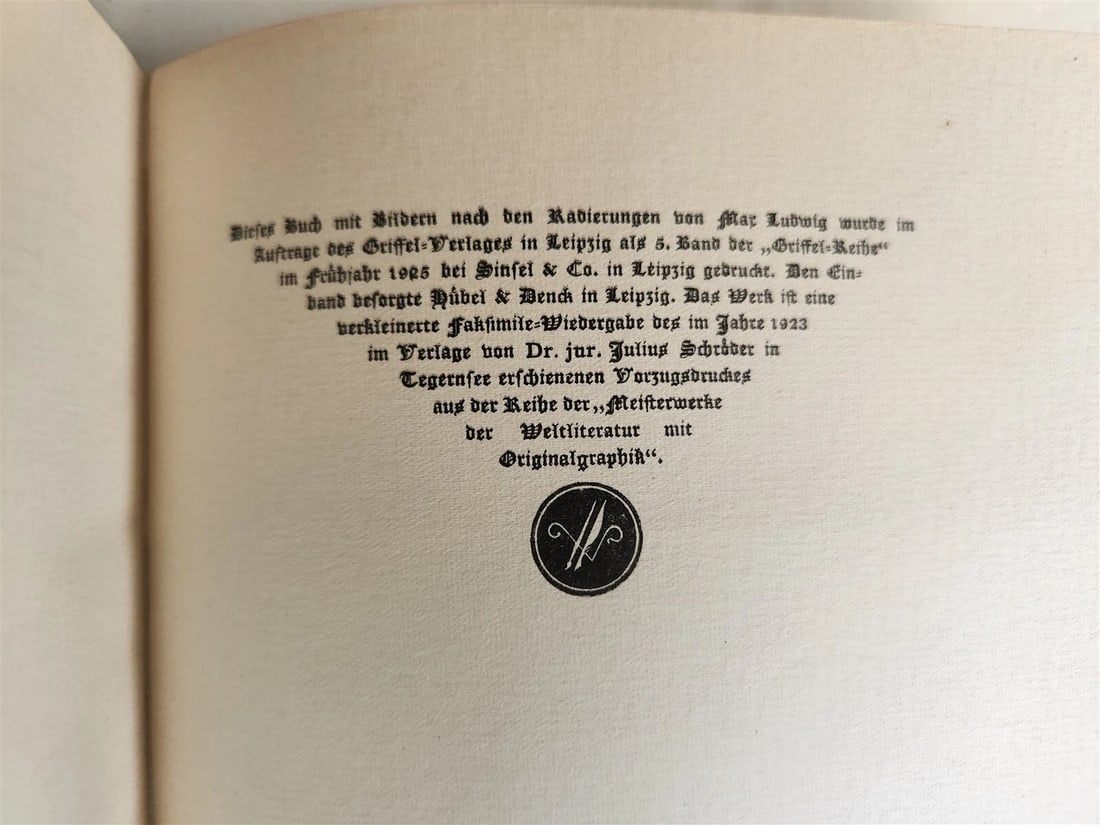 Dieses Buch mit Bildern nach den Radierungen von Max Ludwig wurde im
Auftrage des Griffel-Verlages in Leipzig als 5. Band der „Griffel-Reihe“
im Frühjahr 1925 bei Sinsel & Co. in Leipzig gedruckt. Den Ein-
band besorgte Hübel & Denck in Leipzig. Das Werk ist eine
verkleinerte Faksimile-Wiedergabe des im Jahre 1923
im Verlage von Dr. jur. Julius Schröder in
Tegernsee erschienenen Vorzugsdruckes
aus der Reihe der „Meisterwerke
der Weltliteratur mit
Originalgraphik“.